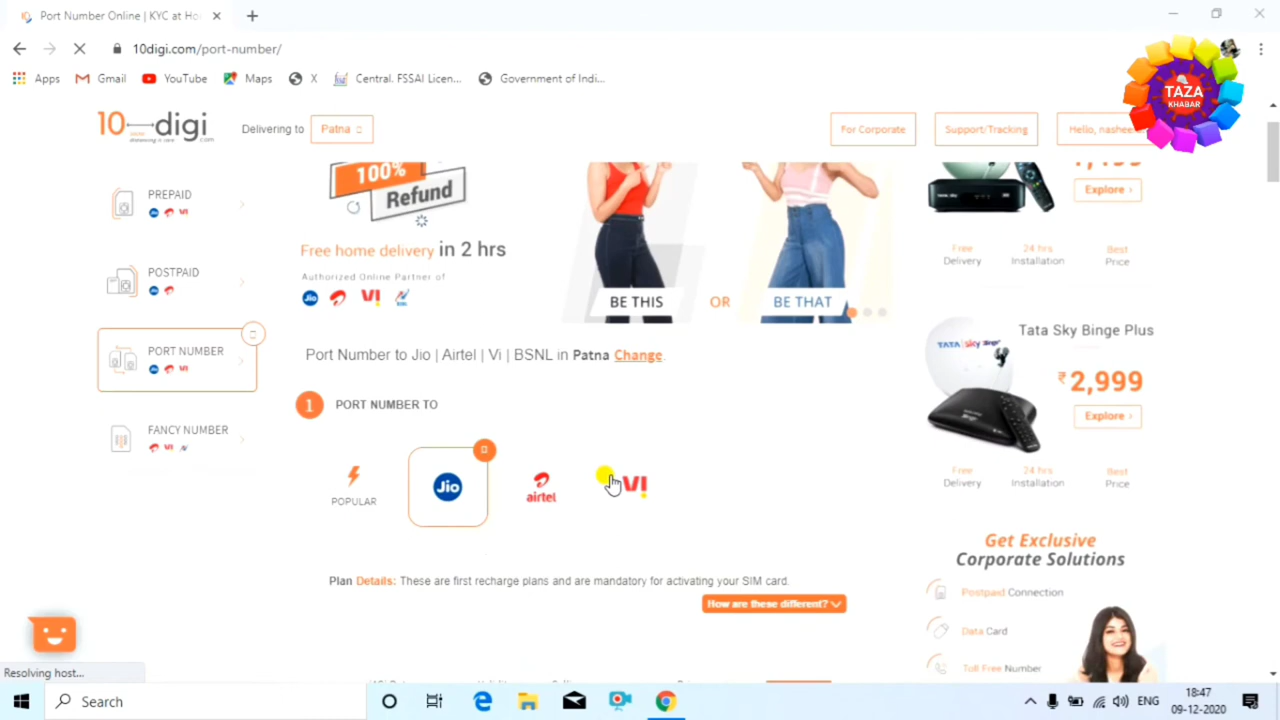 Port Number Online | KYC at Ho
10digi.com/port-number/
Apps
Gmail
YouTube
Maps
X
Central. FSSAI Licen...
Government of Indi...
TAZA
KHABAR
10 digi
.com
Delivering to
Patna
For Corporate
Support/Tracking
Hello, nashee
PREPAID
POSTPAID
PORT NUMBER
FANCY NUMBER
100%
Refund
Free home delivery in 2 hrs
Authorized Online Partner of
Jio
VI
BE THIS OR BE THAT
Explore ›
Free Delivery
24 hrs Installation
Best Price
Port Number to Jio | Airtel | Vi | BSNL in Patna Change.
1 PORT NUMBER TO
POPULAR
Jio
airtel
VI
Plan Details: These are first recharge plans and are mandatory for activating your SIM card.
How are these different?
Tata Sky Binge Plus
TATA sky
₹2,999
Explore ›
Free Delivery
24 hrs Installation
Best Price
Get Exclusive
Corporate Solutions
Postpaid Connection
Data Card
Toll Free Number
Resolving host...
Search
ENG
18:47
09-12-2020